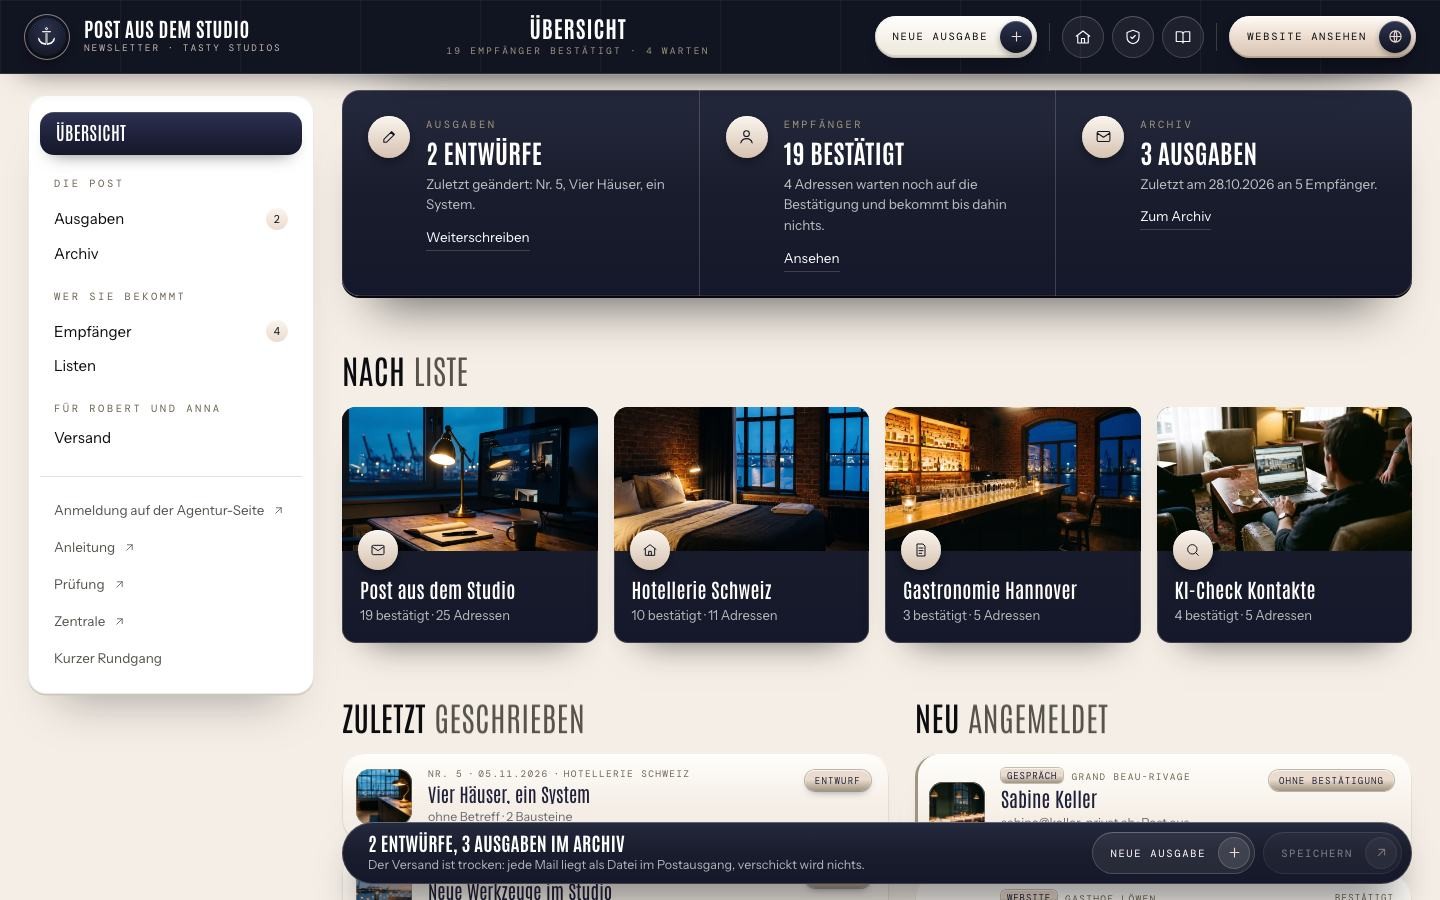 POST AUS DEM STUDIO
NEWSLETTER · TASTY STUDIOS
ÜBERSICHT
19 EMPFÄNGER BESTÄTIGT · 4 WARTEN
NEUE AUSGABE
WEBSITE ANSEHEN
ÜBERSICHT
DIE POST
Ausgaben 2
Archiv
WER SIE BEKOMMT
Empfänger 4
Listen
FÜR ROBERT UND ANNA
Versand
Anmeldung auf der Agentur-Seite
Anleitung
Prüfung
Zentrale
Kurzer Rundgang
AUSGABEN
2 ENTWÜRFE
Zuletzt geändert: Nr. 5, Vier Häuser, ein
System.
Weiterschreiben
EMPFÄNGER
19 BESTÄTIGT
4 Adressen warten noch auf die
Bestätigung und bekommt bis dahin
nichts.
Ansehen
ARCHIV
3 AUSGABEN
Zuletzt am 28.10.2026 an 5 Empfänger.
Zum Archiv
NACH LISTE
Post aus dem Studio
19 bestätigt · 25 Adressen
Hotellerie Schweiz
10 bestätigt · 11 Adressen
Gastronomie Hannover
3 bestätigt · 5 Adressen
KI-Check Kontakte
4 bestätigt · 5 Adressen
ZULETZT GESCHRIEBEN
NR. 5 · 05.11.2026 · HOTELLERIE SCHWEIZ
ENTWURF
Vier Häuser, ein System
ohne Betreff · 2 Bausteine
Neue Werkzeuge im Studio
NEU ANGEMELDET
GESPRÄCH GRAND BEAU-RIVAGE
OHNE BESTÄTIGUNG
Sabine Keller
WEBSITE GASTHOF LÖWEN
BESTÄTIGT
2 ENTWÜRFE, 3 AUSGABEN IM ARCHIV
Der Versand ist trocken: jede Mail liegt als Datei im Postausgang, verschickt wird nichts.
NEUE AUSGABE
SPEICHERN